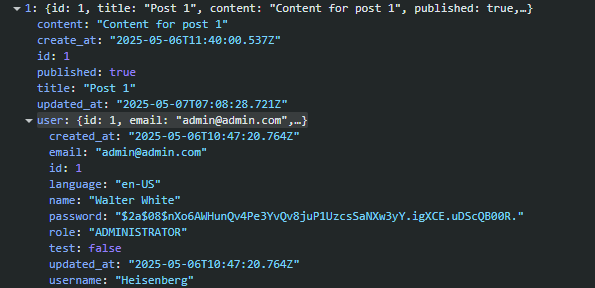 1: {id: 1, title: "Post 1", content: "Content for post 1", published: true,…}
content: "Content for post 1"
create_at: "2025-05-06T11:40:00.537Z"
id: 1
published: true
title: "Post 1"
updated_at: "2025-05-07T07:08:28.721Z"
user: {id: 1, email: "admin@admin.com",…}
created_at: "2025-05-06T10:47:20.764Z"
email: "admin@admin.com"
id: 1
language: "en-US"
name: "Walter White"
password: "$2a$08$nXo6AWHunQv4Pe3YvQv8juP1UzcsSaNXw3yY.igXCE.uDScQB00R."
role: "ADMINISTRATOR"
test: false
updated_at: "2025-05-06T10:47:20.764Z"
username: "Heisenberg"